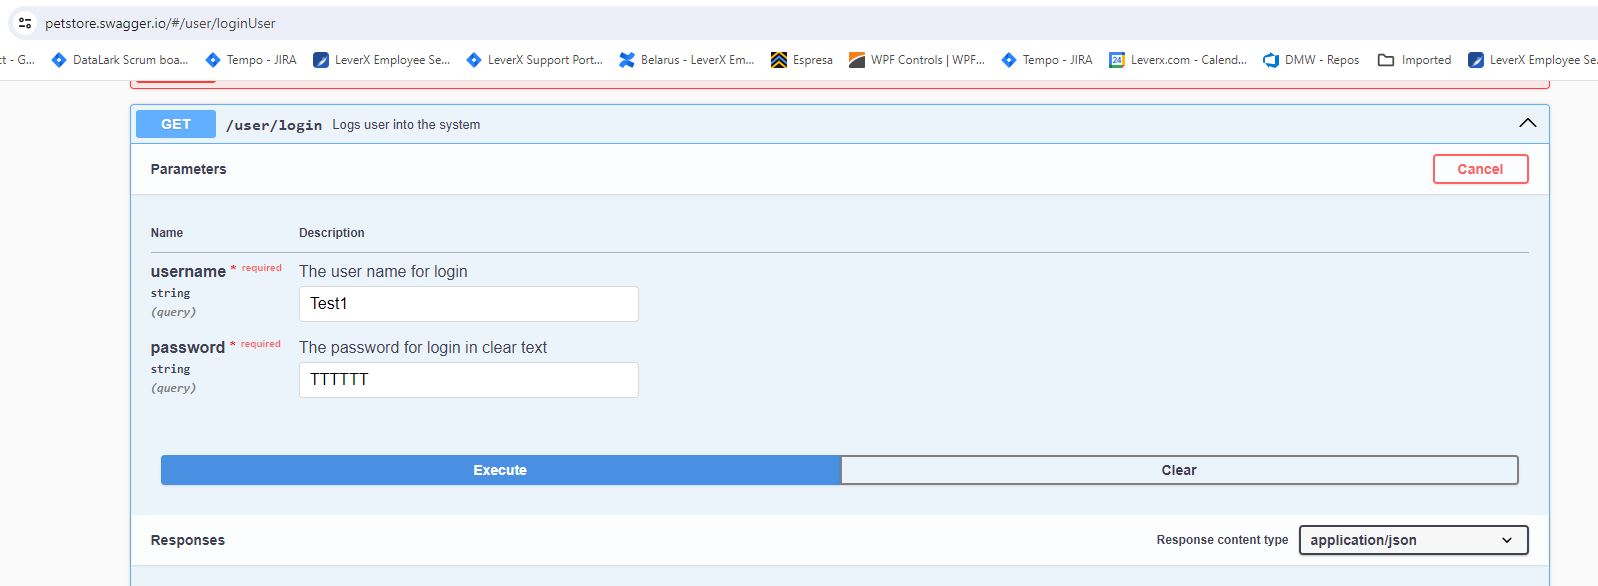 petstore.swagger.io/#/user/loginUser
ct - G... DataLark Scrum boa... Tempo - JIRA LeverX Employee Se... LeverX Support Port... Belarus - LeverX Em... Espresa WPF Controls | WPF... Tempo - JIRA 24 Leverx.com - Calend... DMW - Repos Imported LeverX Employee Se.
GET /user/login Logs user into the system
Parameters Cancel
Name Description
username * required The user name for login
string
(query)
Test1
password * required The password for login in clear text
string
(query)
TTTTTT
Execute Clear
Responses Response content type application/json